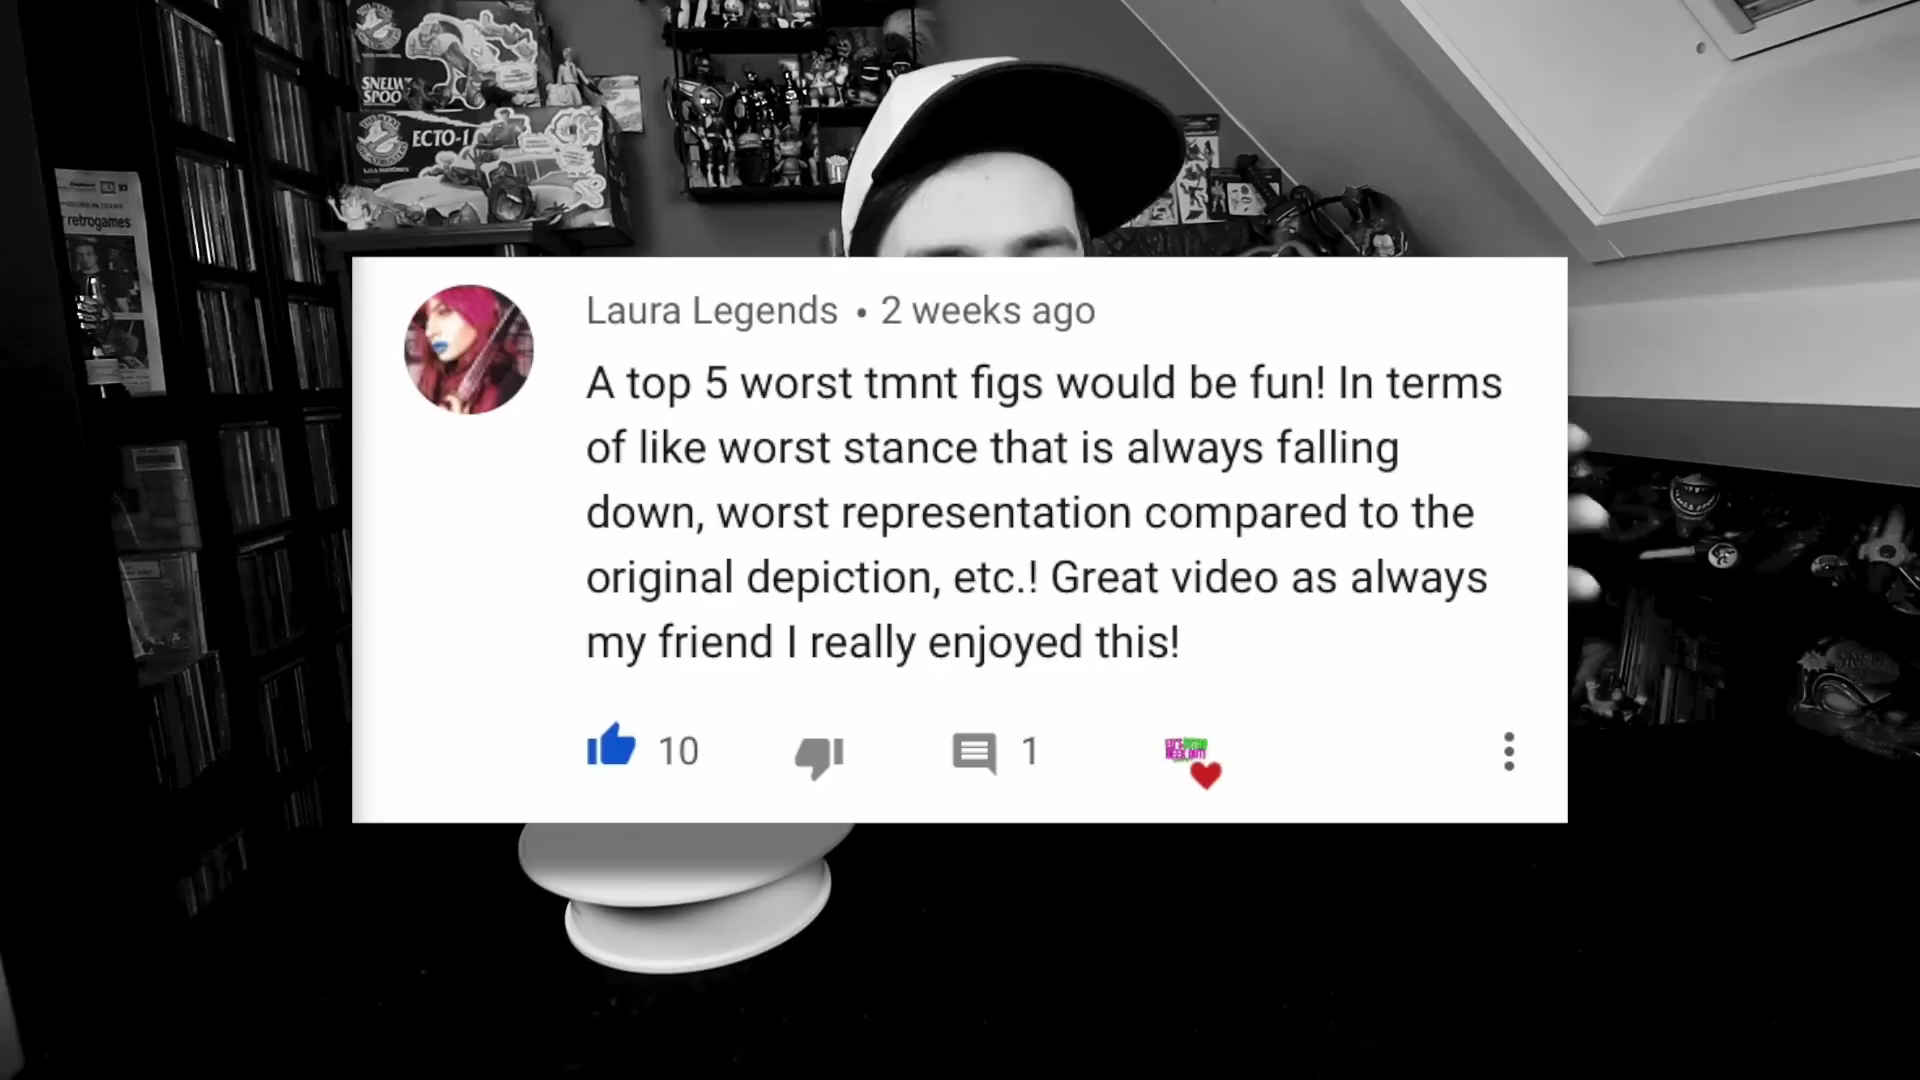 SNELW
SPOO
ECTO-1
retrogames
Laura Legends • 2 weeks ago
A top 5 worst tmnt figs would be fun! In terms
of like worst stance that is always falling
down, worst representation compared to the
original depiction, etc.! Great video as always
my friend I really enjoyed this!
10
1